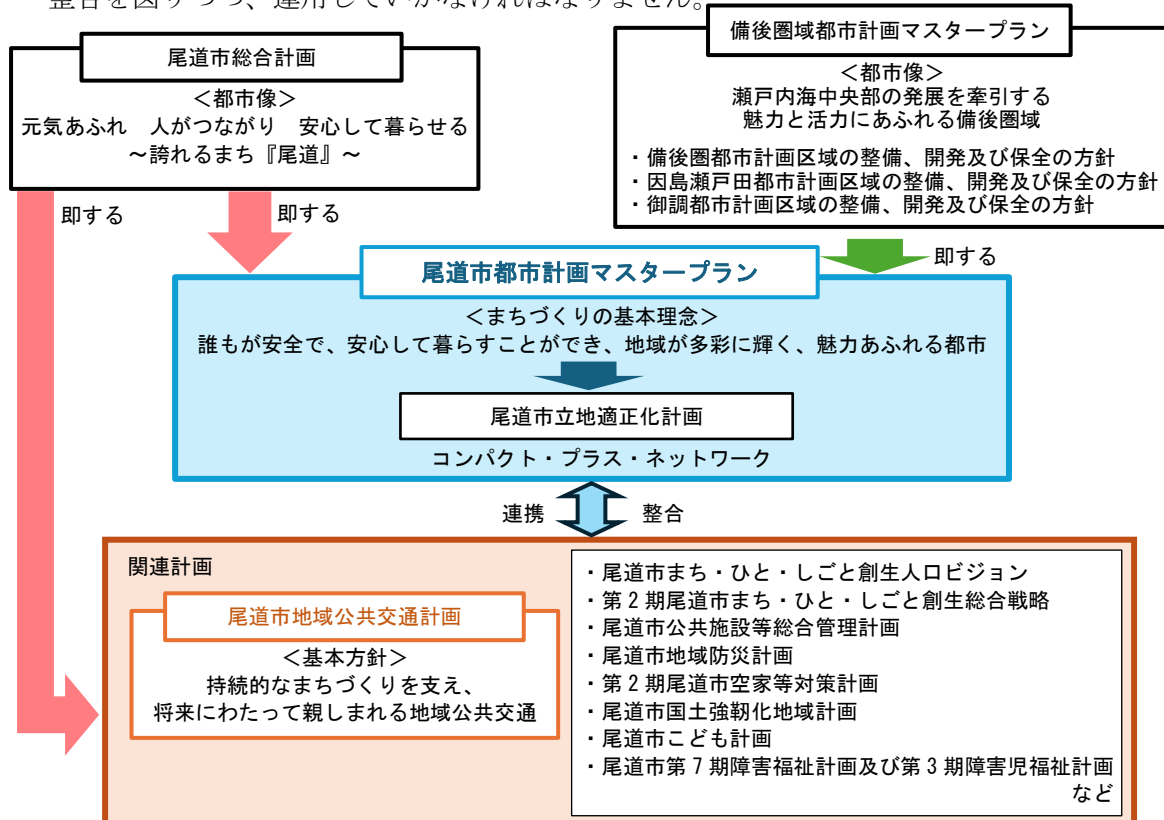 整合を図りつつ、運用していかなければなりません。
尾道市総合計画
＜都市像＞
元気あふれ　人がつながり　安心して暮らせる
～誇れるまち『尾道』～
備後圏域都市計画マスタープラン
＜都市像＞
瀬戸内海中央部の発展を牽引する
魅力と活力にあふれる備後圏域
・備後圏都市計画区域の整備、開発及び保全の方針
・因島瀬戸田都市計画区域の整備、開発及び保全の方針
・御調都市計画区域の整備、開発及び保全の方針
即する
即する
即する
尾道市都市計画マスタープラン
＜まちづくりの基本理念＞
誰もが安全で、安心して暮らすことができ、地域が多彩に輝く、魅力あふれる都市
尾道市立地適正化計画
コンパクト・プラス・ネットワーク
連携
整合
関連計画
尾道市地域公共交通計画
＜基本方針＞
持続的なまちづくりを支え、
将来にわたって親しまれる地域公共交通
・尾道市まち・ひと・しごと創生人口ビジョン
・第２期尾道市まち・ひと・しごと創生総合戦略
・尾道市公共施設等総合管理計画
・尾道市地域防災計画
・第２期尾道市空家等対策計画
・尾道市国土強靭化地域計画
・尾道市こども計画
・尾道市第７期障害福祉計画及び第３期障害児福祉計画
など